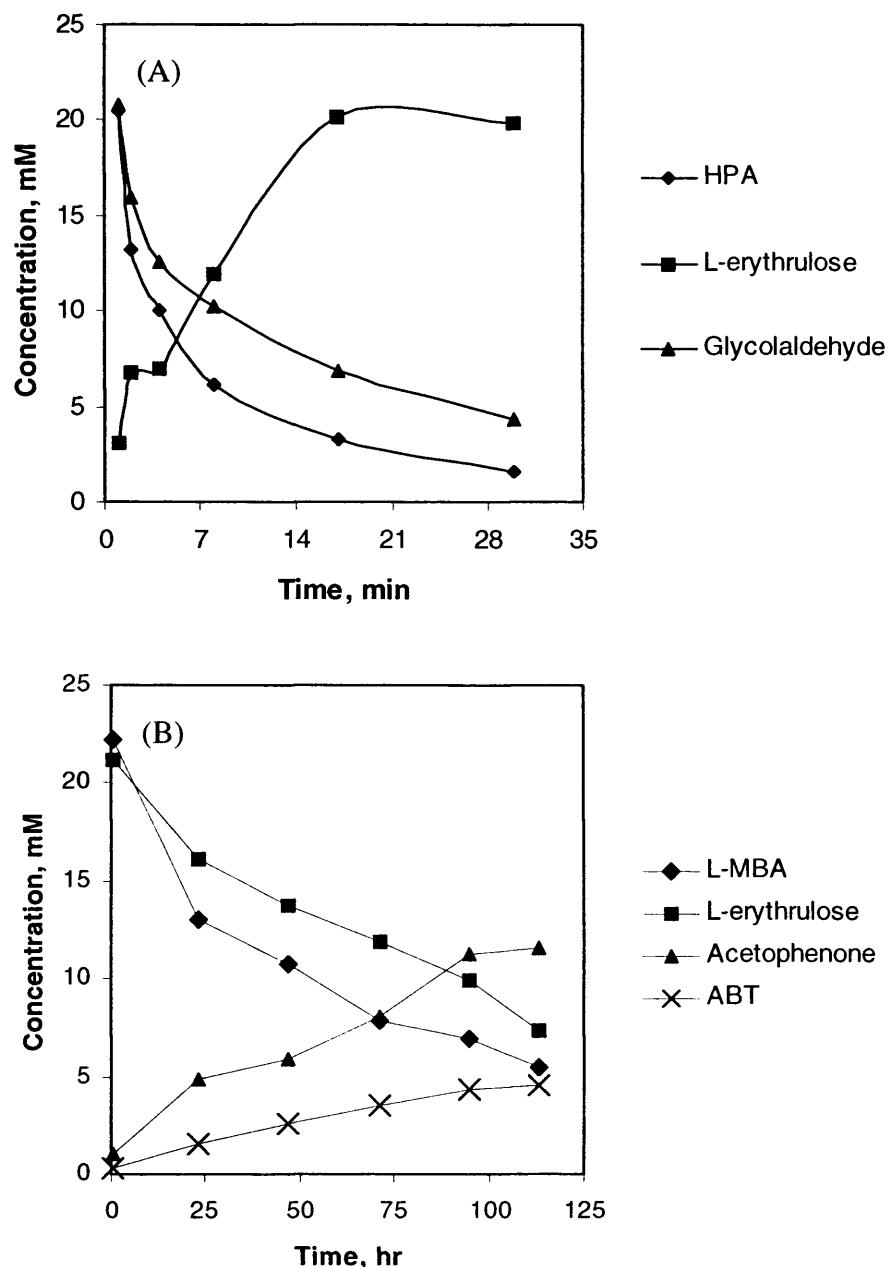 25
20
15
10
5
0
Concentration, mM
(A)
HPA
L-erythrulose
Glycolaldehyde
0 7 14 21 28 35
Time, min
25
20
15
10
5
0
Concentration, mM
(B)
L-MBA
L-erythrulose
Acetophenone
ABT
0 25 50 75 100 125
Time, hr